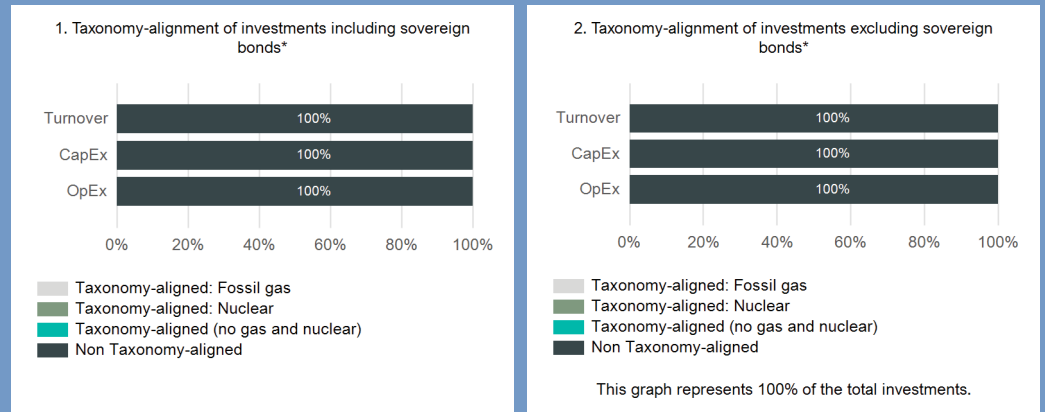 1. Taxonomy-alignment of investments including sovereign
bonds*
Turnover 100%
CapEx 100%
OpEx 100%
0% 20% 40% 60% 80% 100%
Taxonomy-aligned: Fossil gas
Taxonomy-aligned: Nuclear
Taxonomy-aligned (no gas and nuclear)
Non Taxonomy-aligned
2. Taxonomy-alignment of investments excluding sovereign
bonds*
Turnover 100%
CapEx 100%
OpEx 100%
0% 20% 40% 60% 80% 100%
Taxonomy-aligned: Fossil gas
Taxonomy-aligned: Nuclear
Taxonomy-aligned (no gas and nuclear)
Non Taxonomy-aligned
This graph represents 100% of the total investments.